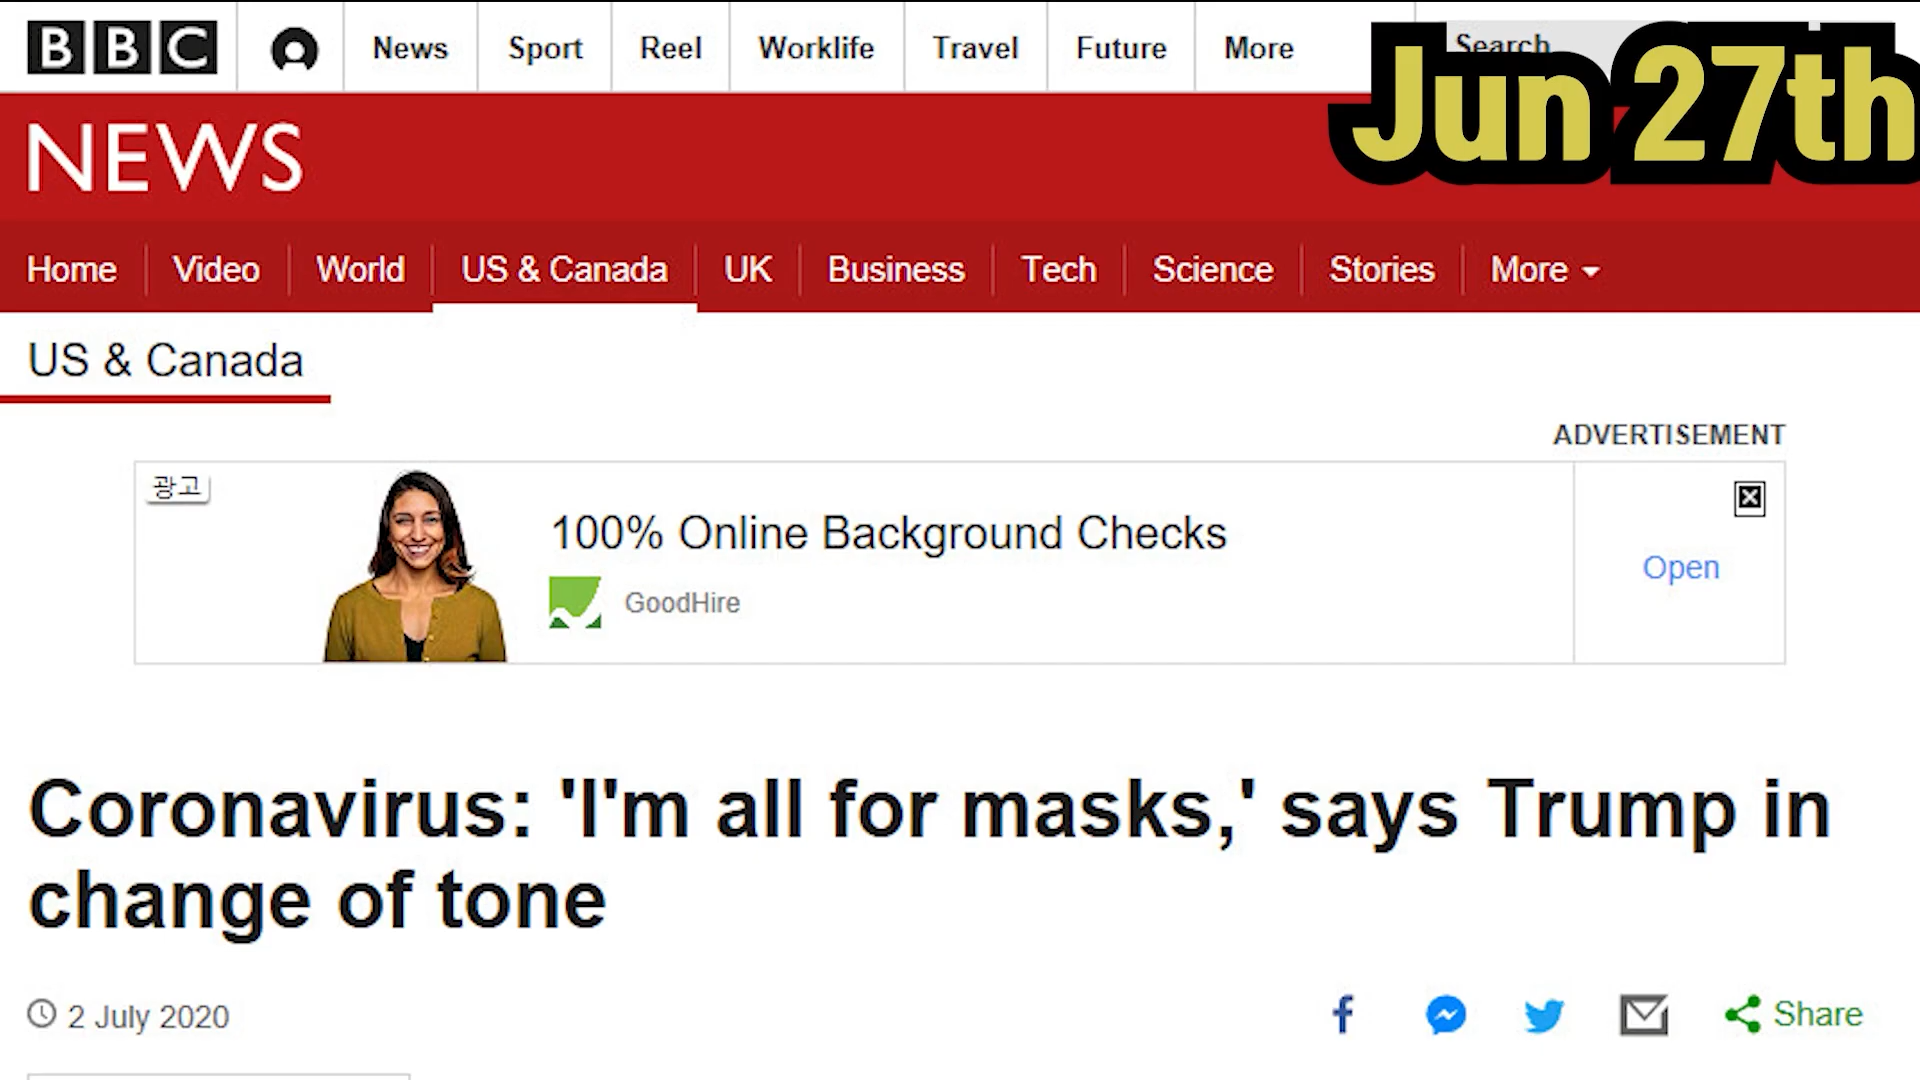 BBC News Sport Reel Worklife Travel Future More Search
Jun 27th
NEWS
Home Video World US & Canada UK Business Tech Science Stories More
US & Canada
ADVERTISEMENT
광고
100% Online Background Checks
GoodHire
Open
Coronavirus: 'I'm all for masks,' says Trump in
change of tone
2 July 2020
f
Share